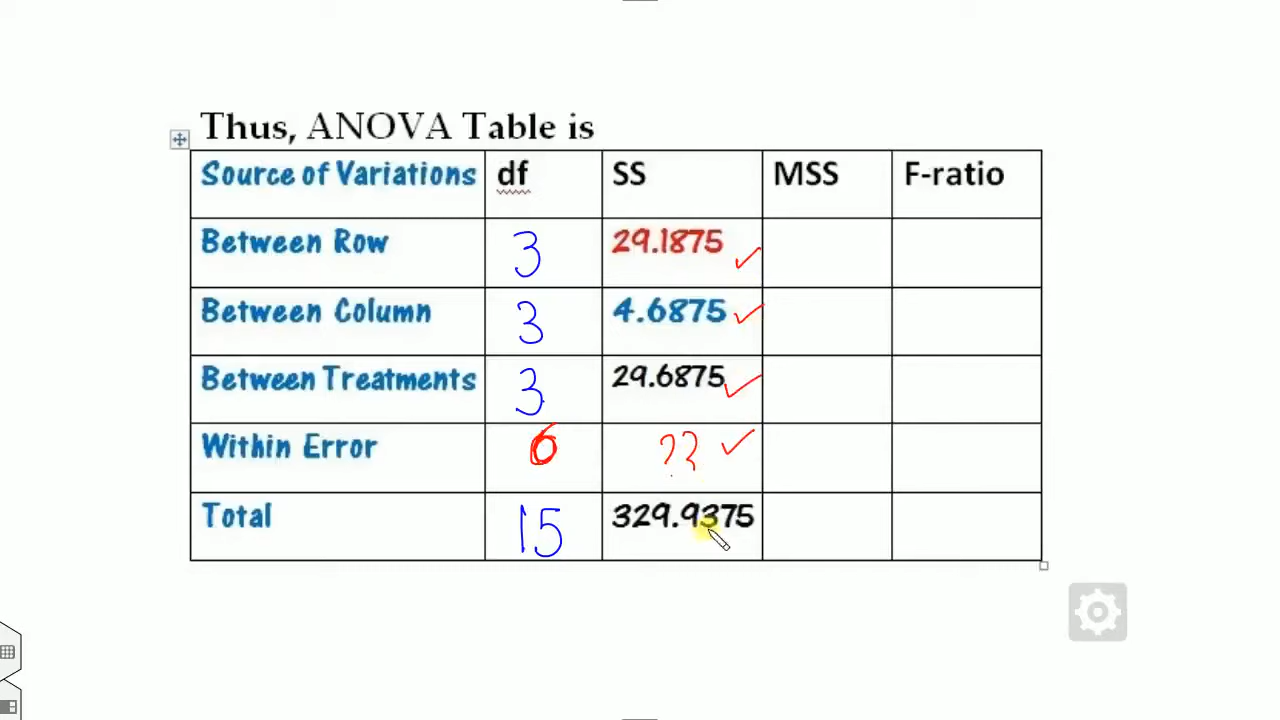 Thus, ANOVA Table is
Source of Variations df SS MSS F-ratio
Between Row 3 29.1875
Between Column 3 4.6875
Between Treatments 3 29.6875
Within Error 6 ??
Total 15 329.9375